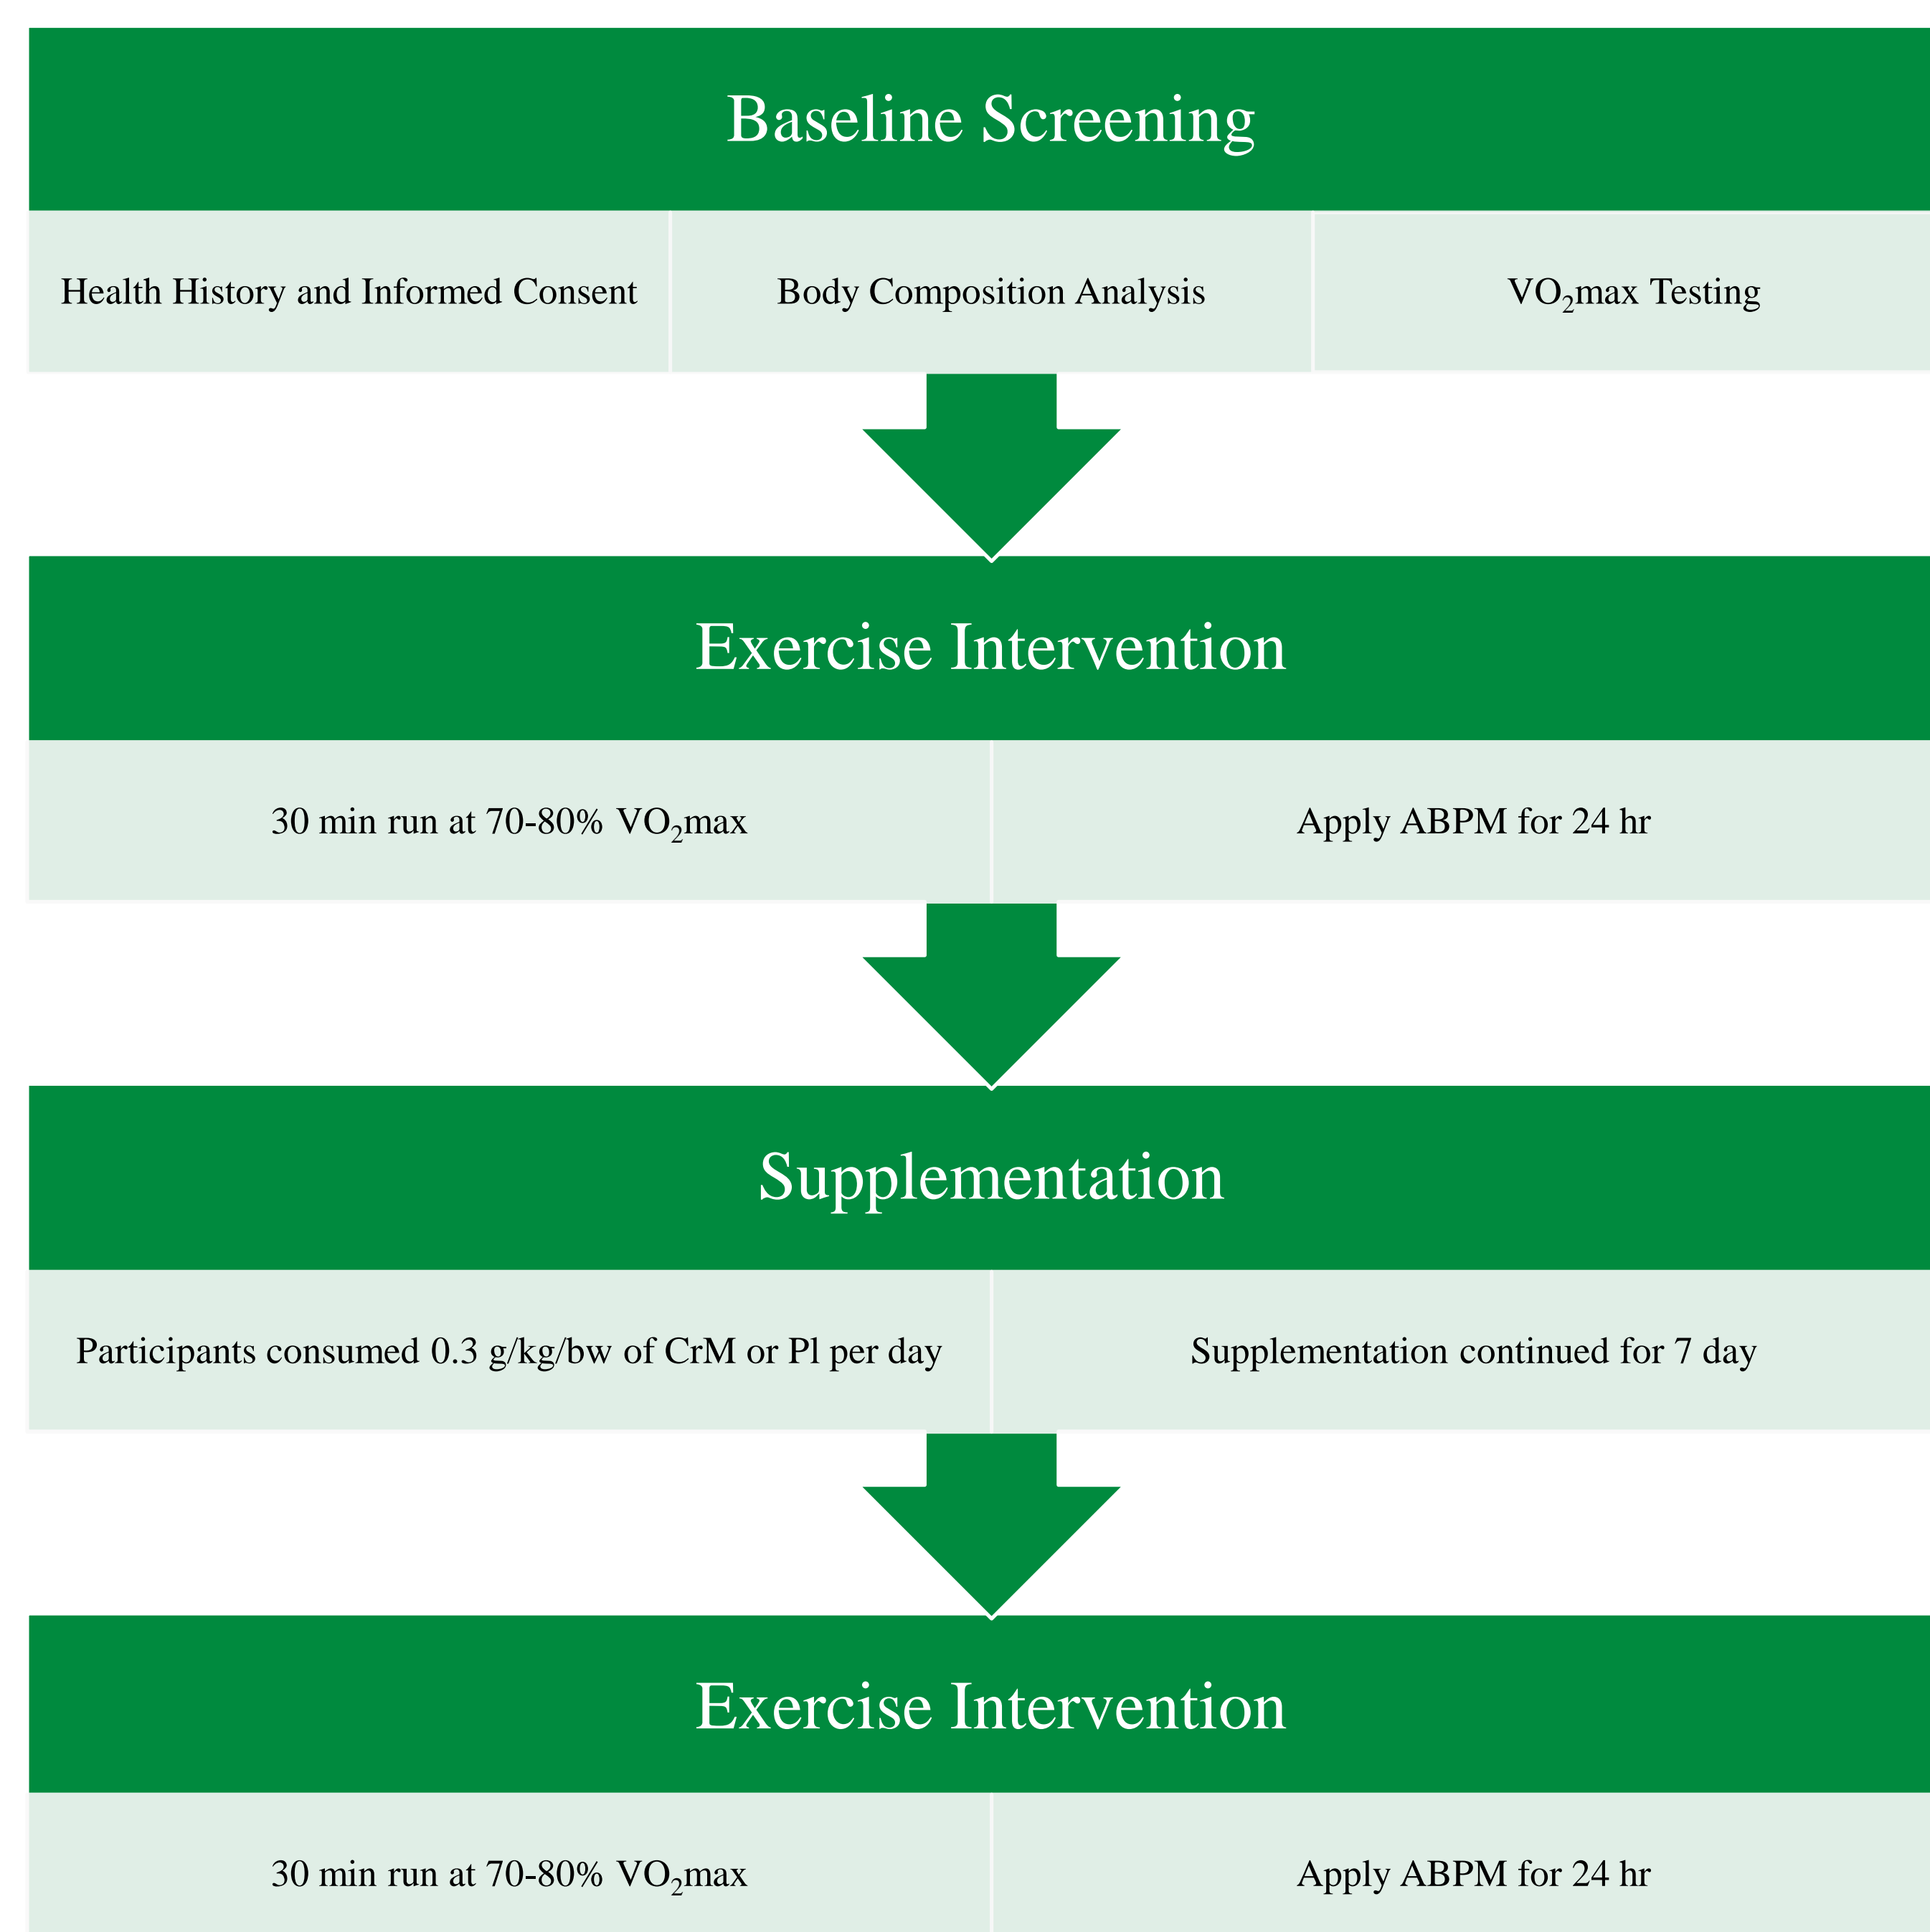 Baseline Screening
Health History and Informed Consent
Body Composition Analysis
VO₂max Testing
Exercise Intervention
30 min run at 70-80% VO₂max
Apply ABPM for 24 hr
Supplementation
Participants consumed 0.3 g/kg/bw of CrM or Pl per day
Supplementation continued for 7 day
Exercise Intervention
30 min run at 70-80% VO₂max
Apply ABPM for 24 hr